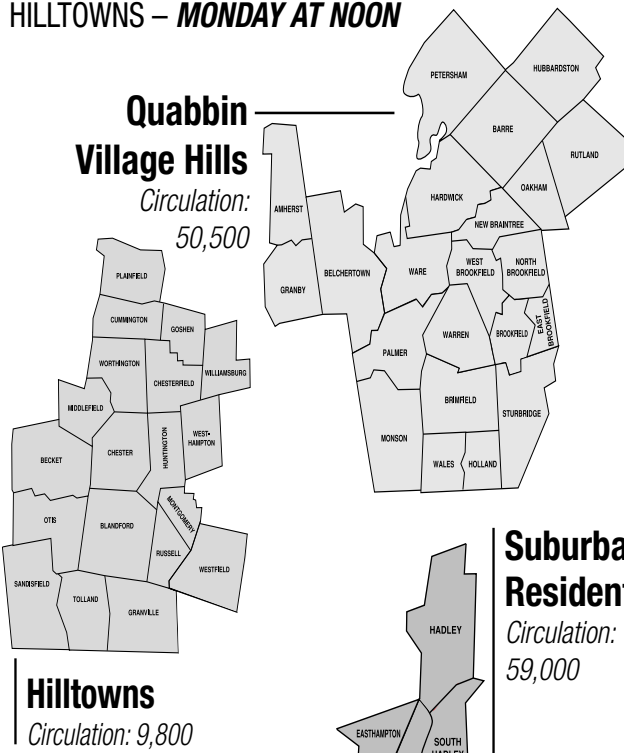 HILLTOWNS – MONDAY AT NOON
Quabbin
Village Hills
Circulation:
50,500
PETERSHAM
HUBBARDSTON
BARRE
RUTLAND
OAKHAM
HARDWICK
NEW BRAINTREE
AMHERST
BELCHERTOWN
GRANBY
WARE
WEST
BROOKFIELD
NORTH
BROOKFIELD
EAST
BROOKFIELD
BROOKFIELD
WARREN
PALMER
BRIMFIELD
STURBRIDGE
MONSON
WALES
HOLLAND
PLAINFIELD
CUMMINGTON
GOSHEN
WORTHINGTON
CHESTERFIELD
WILLIAMSBURG
MIDDLEFIELD
CHESTER
HUNTINGTON
WEST-
HAMPTON
BECKET
OTIS
BLANDFORD
MONTGOMERY
RUSSELL
WESTFIELD
SANDISFIELD
TOLLAND
GRANVILLE
Hilltowns
Circulation: 9,800
Suburba
Resident
Circulation:
59,000
HADLEY
EASTHAMPTON
SOUTH
HADLEY